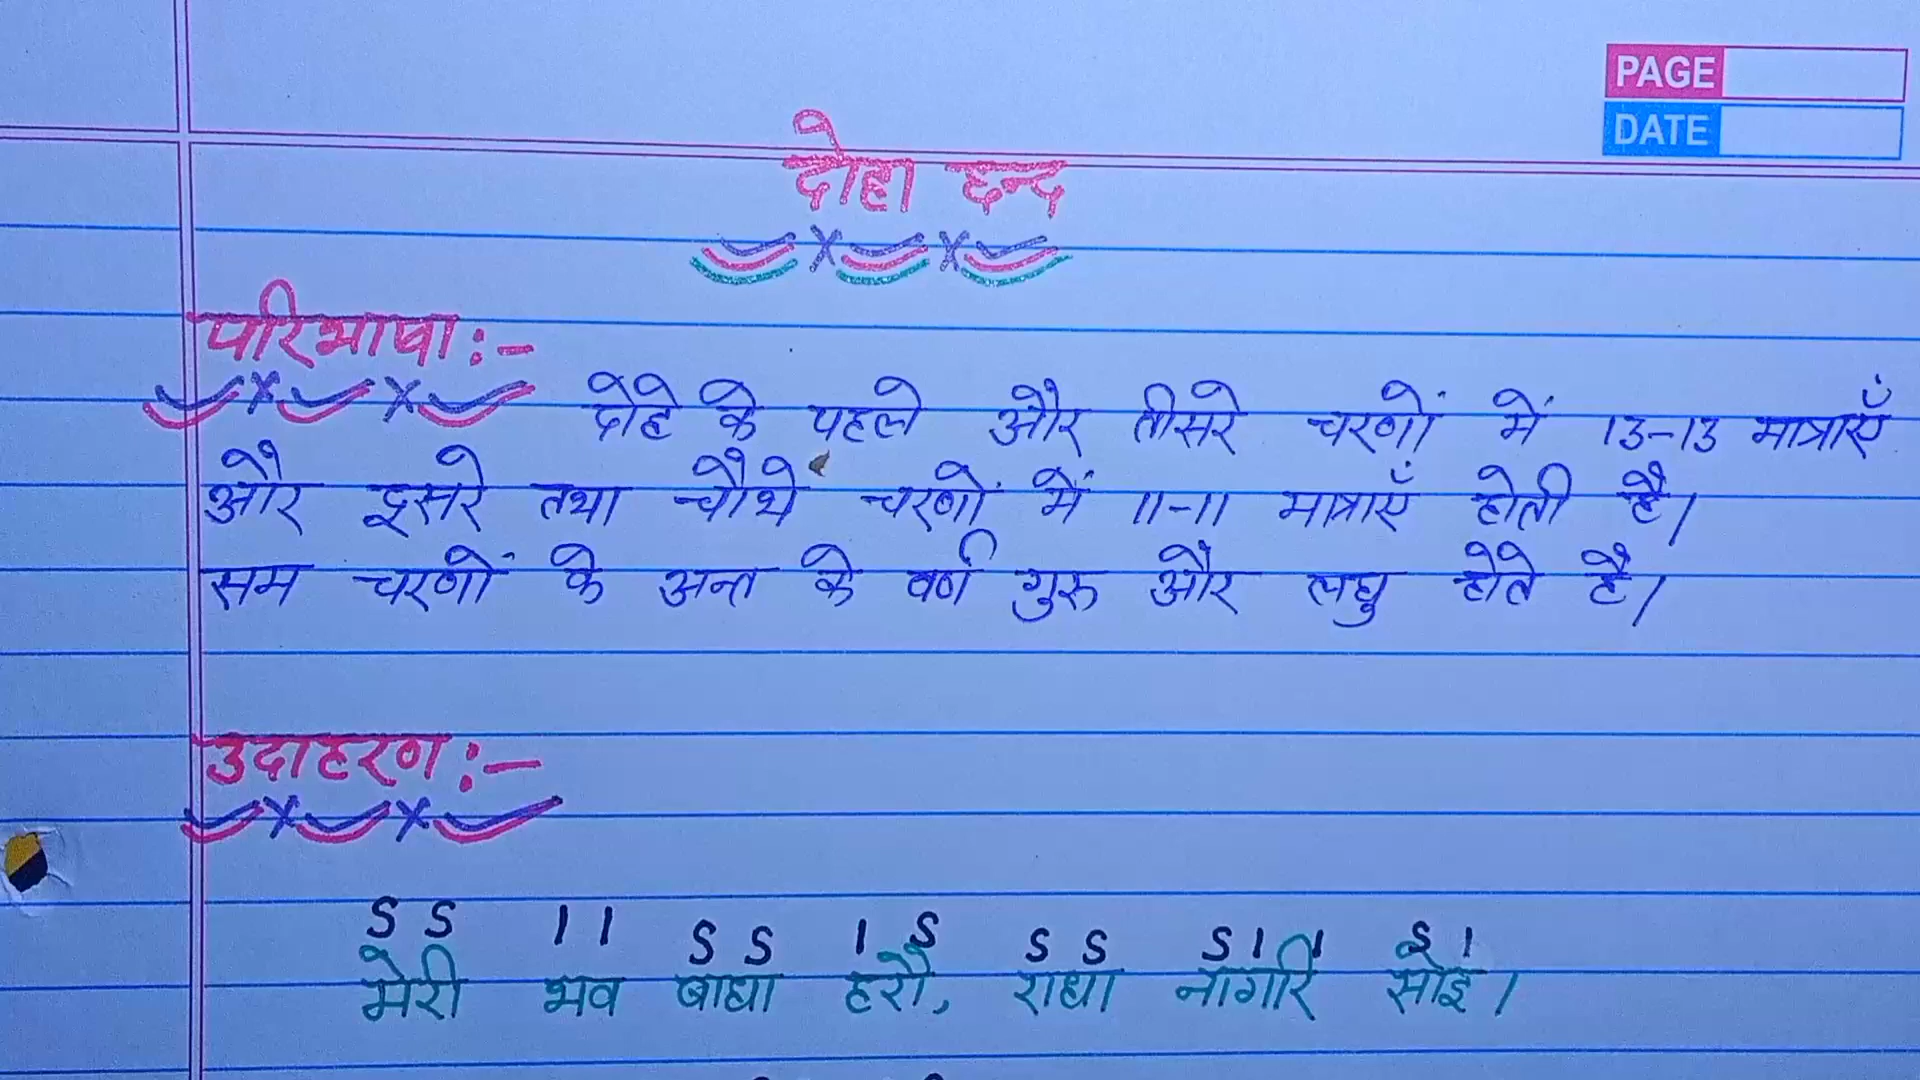 PAGE
DATE
दोहा छन्द
परिभाषा:-
दोहे के पहले और तीसरे चरणों में 13-13 मात्राएँ
और दूसरे तथा चौथे चरणों में 11-11 मात्राएँ होती है।
सम चरणों के अन्त के वर्ण गुरु और लघु होते है।
उदाहरण:-
S S I I S S I S S S S I I S I
मेरी भव बाधा हरौ, राधा नागरि सोइ।